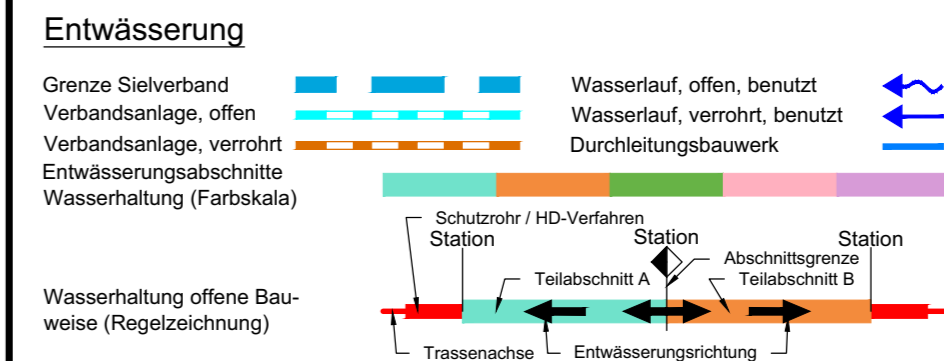 Entwässerung
Grenze Sielverband
Wasserlauf, offen, benutzt
Verbandsanlage, offen
Wasserlauf, verrohrt, benutzt
Verbandsanlage, verrohrt
Durchleitungsbauwerk
Entwässerungsabschnitte
Wasserhaltung (Farbskala)
Schutzrohr / HD-Verfahren
Station
Station
Station
Abschnittsgrenze
Teilabschnitt A
Teilabschnitt B
Wasserhaltung offene Bau-
weise (Regelzeichnung)
Trassenachse
Entwässerungsrichtung